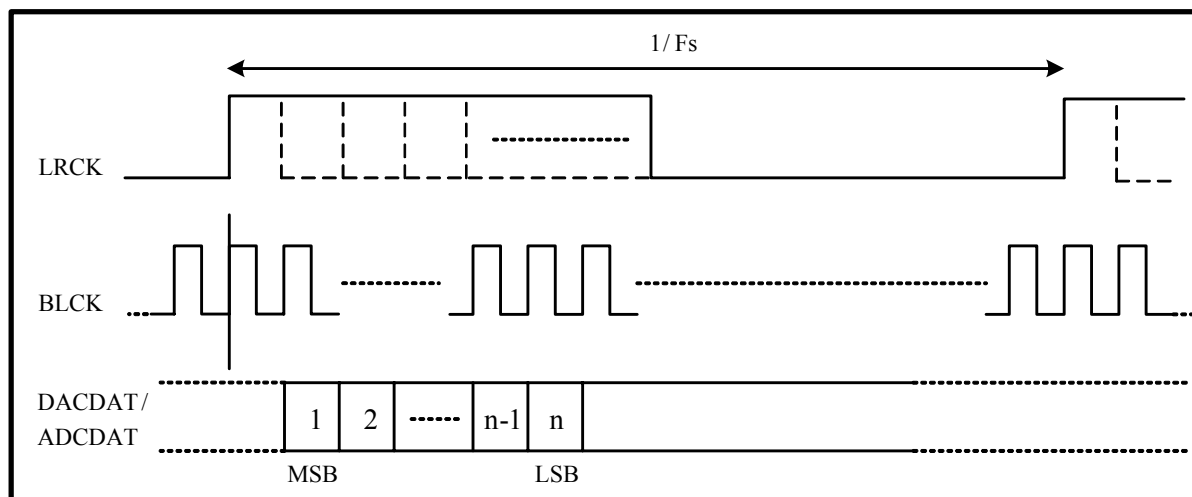 1/ Fs
LRCK
BLCK
DACDAT /
ADCDAT
1 2 n-1 n
MSB LSB